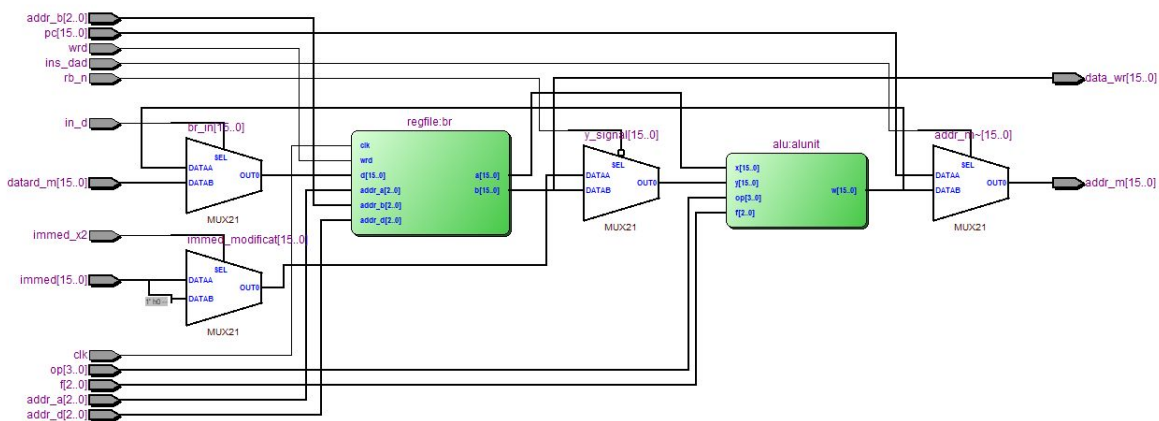 addr_b[2..0]
pc[15..0]
wrd
ins_dad
rb_n
in_d
datard_m[15..0]
immed_x2
immed[15..0]
clk
op[3..0]
f[2..0]
addr_a[2..0]
addr_d[2..0]
br_in[15..0]
SEL
DATAA
DATAB
OUT0
MUX21
immed_modificat[15..0]
SEL
DATAA
DATAB
OUT0
MUX21
1' h0 --
regfile:br
clk
wrd
d[15..0]
addr_a[2..0]
addr_b[2..0]
addr_d[2..0]
a[15..0]
b[15..0]
y_signal[15..0]
SEL
DATAA
DATAB
OUT0
MUX21
alu:alunit
x[15..0]
y[15..0]
op[3..0]
f[2..0]
w[15..0]
addr_m~[15..0]
SEL
DATAA
DATAB
OUT0
MUX21
data_wr[15..0]
addr_m[15..0]